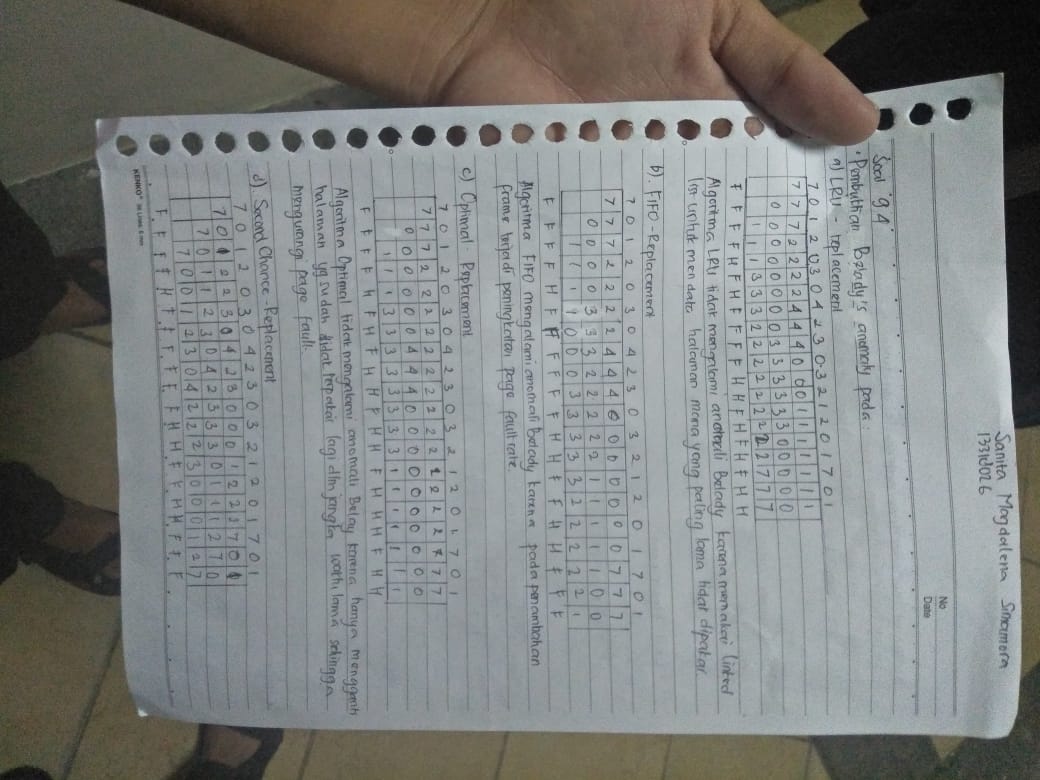 Sanita Magdalena Simamora
13318026
No
Date
Soal 9.4
• Pembuktian Belady's anomaly pada :
a) LRU - replacement
7 0 1 2 0 3 0 4 2 3 0 3 2 1 2 0 1 7 0 1
7 7 7 2 2 2 2 4 4 4 0 0 0 1 1 1 1 1 1 1
0 0 0 0 0 0 0 0 3 3 3 3 3 3 0 0 0 0 0
1 1 1 3 3 3 2 2 2 2 2 2 2 2 2 7 7 7
F F F F H F H F F F F H H F H F H F H H
Algoritma LRU tidak mengalami anomali Belady karena memakai linked
list untuk mendata halaman mana yang paling lama tidak dipakai.
b). FIFO - Replacement
7 0 1 2 0 3 0 4 2 3 0 3 2 1 2 0 1 7 0 1
7 7 7 2 2 2 2 4 4 4 0 0 0 0 0 0 0 7 7 7
0 0 0 0 3 3 3 2 2 2 2 2 1 1 1 1 1 0 0
1 1 1 1 0 0 0 3 3 3 3 3 2 2 2 2 2 1
F F F F H F F F F F F H H F F H H F F F
Algoritma FIFO mengalami anomali Belady karena pada penambahan
frame terjadi peningkatan page fault rate.
c) Optimal - Replacement
7 0 1 2 0 3 0 4 2 3 0 3 2 1 2 0 1 7 0 1
7 7 7 2 2 2 2 2 2 2 2 2 2 2 2 2 2 7 7 7
0 0 0 0 0 0 4 4 4 0 0 0 0 0 0 0 0 0 0
1 1 1 3 3 3 3 3 3 3 3 1 1 1 1 1 1 1
F F F F H F H F H H F H H F H H H F H H
Algoritma Optimal tidak mengalami anomali Belay karena hanya mengganti
halaman yg sudah tidak terpakai lagi dlm jangka waktu lama sehingga
mengurangi page fault.
d). Second Chance - Replacement
7 0 1 2 0 3 0 4 2 3 0 3 2 1 2 0 1 7 0 1
7 0 1 2 2 3 0 4 2 3 0 0 0 1 2 2 2 7 0 1
7 0 1 1 2 3 0 4 2 3 3 3 0 1 1 1 2 7 0
7 0 0 1 2 3 0 4 2 2 2 3 0 0 0 1 2 7
F F F F H F F F F F F H H F F H H F F F
KENKO® 36 Lines, 6 mm